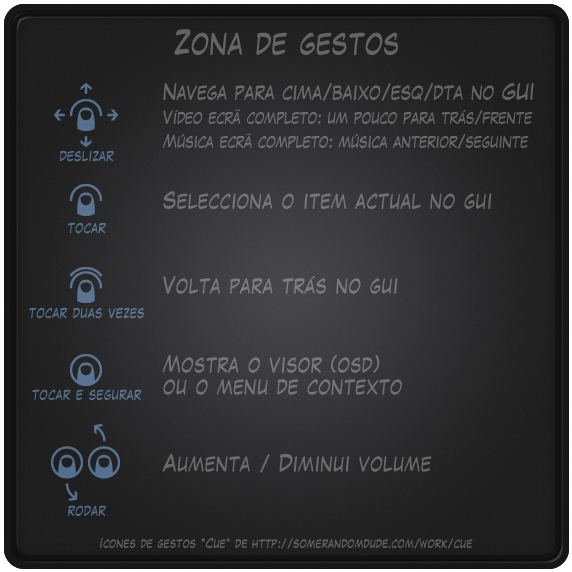 Zona de gestos
Navega para cima/baixo/esq/dta no GUI
Vídeo ecrã completo: um pouco para trás/frente
Música ecrã completo: música anterior/seguinte
deslizar
Selecciona o item actual no gui
tocar
Volta para trás no gui
tocar duas vezes
Mostra o visor (osd)
ou o menu de contexto
tocar e segurar
Aumenta / Diminui volume
rodar
Ícones de gestos "Cue" de http://somerandomdude.com/work/cue